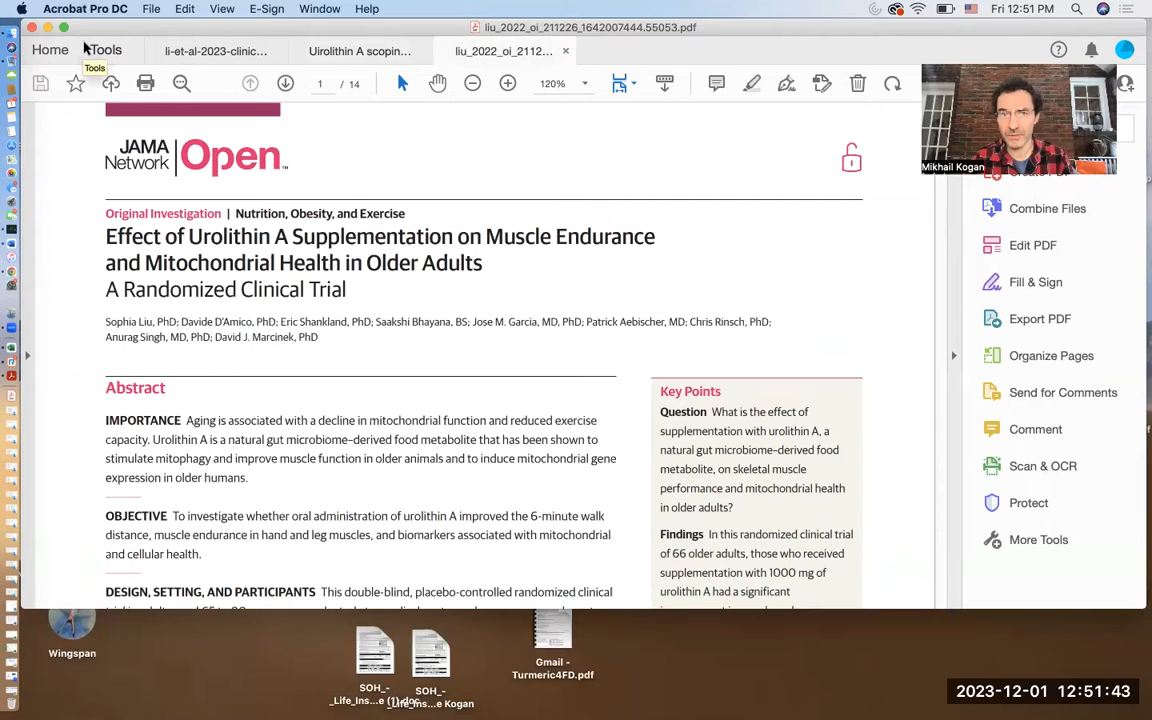 Acrobat Pro DC File Edit View E-Sign Window Help
Fri 12:51 PM
liu_2022_oi_211226_1642007444.55053.pdf
Home
Tools
li-et-al-2023-clinic...
Uirolithin A scopin...
liu_2022_oi_2112...
Tools
1 / 14
120%
Mikhail Kogan
JAMA
Network
Open™
Original Investigation | Nutrition, Obesity, and Exercise
Effect of Urolithin A Supplementation on Muscle Endurance
and Mitochondrial Health in Older Adults
A Randomized Clinical Trial
Sophia Liu, PhD; Davide D'Amico, PhD; Eric Shankland, PhD; Saakshi Bhayana, BS; Jose M. Garcia, MD, PhD; Patrick Aebischer, MD; Chris Rinsch, PhD;
Anurag Singh, MD, PhD; David J. Marcinek, PhD
Abstract
IMPORTANCE Aging is associated with a decline in mitochondrial function and reduced exercise
capacity. Urolithin A is a natural gut microbiome–derived food metabolite that has been shown to
stimulate mitophagy and improve muscle function in older animals and to induce mitochondrial gene
expression in older humans.
OBJECTIVE To investigate whether oral administration of urolithin A improved the 6-minute walk
distance, muscle endurance in hand and leg muscles, and biomarkers associated with mitochondrial
and cellular health.
DESIGN, SETTING, AND PARTICIPANTS This double-blind, placebo-controlled randomized clinical
Key Points
Question What is the effect of
supplementation with urolithin A, a
natural gut microbiome–derived food
metabolite, on skeletal muscle
performance and mitochondrial health
in older adults?
Findings In this randomized clinical trial
of 66 older adults, those who received
supplementation with 1000 mg of
urolithin A had a significant
Create PDF
Combine Files
Edit PDF
Fill & Sign
Export PDF
Organize Pages
Send for Comments
Comment
Scan & OCR
Protect
More Tools
Wingspan
SOH_-
_Life_Ins...e (1).doc
SOH_-
_Life_Ins...e Kogan
Gmail -
Turmeric4FD.pdf
2023-12-01 12:51:43